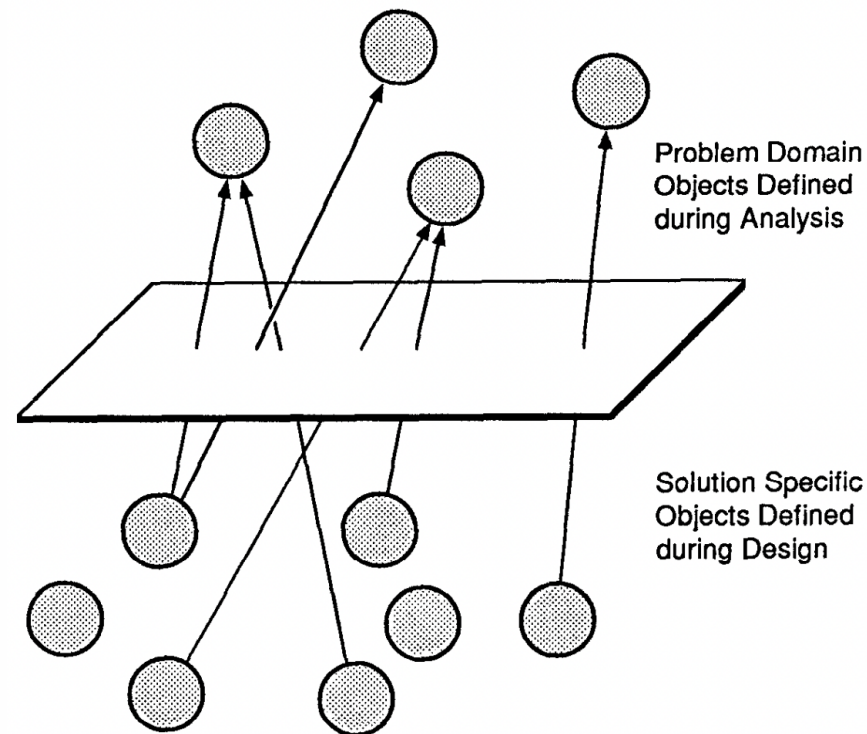 Problem Domain
Objects Defined
during Analysis
Solution Specific
Objects Defined
during Design